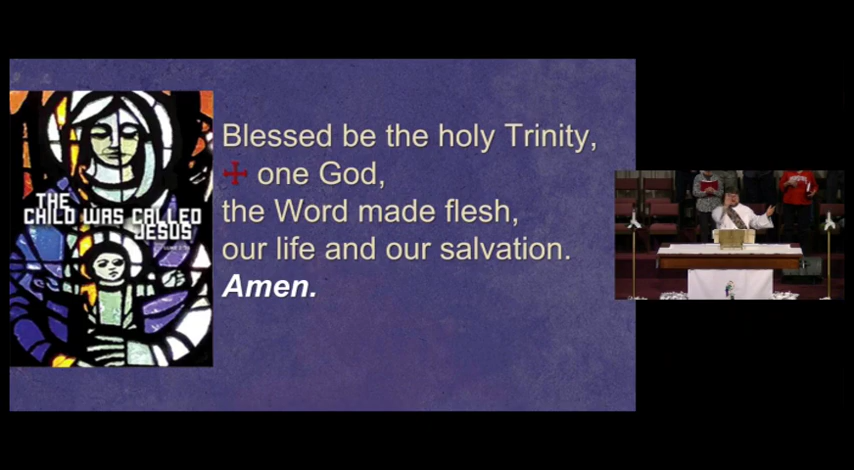 THE
CHILD WAS CALLED
JESUS
Blessed be the holy Trinity,
☩ one God,
the Word made flesh,
our life and our salvation.
Amen.